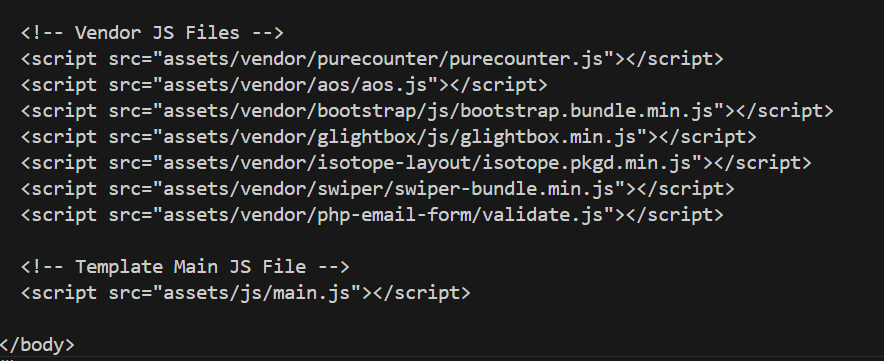 <!-- Vendor JS Files -->
<script src="assets/vendor/purecounter/purecounter.js"></script>
<script src="assets/vendor/aos/aos.js"></script>
<script src="assets/vendor/bootstrap/js/bootstrap.bundle.min.js"></script>
<script src="assets/vendor/glightbox/js/glightbox.min.js"></script>
<script src="assets/vendor/isotope-layout/isotope.pkgd.min.js"></script>
<script src="assets/vendor/swiper/swiper-bundle.min.js"></script>
<script src="assets/vendor/php-email-form/validate.js"></script>
<!-- Template Main JS File -->
<script src="assets/js/main.js"></script>
</body>